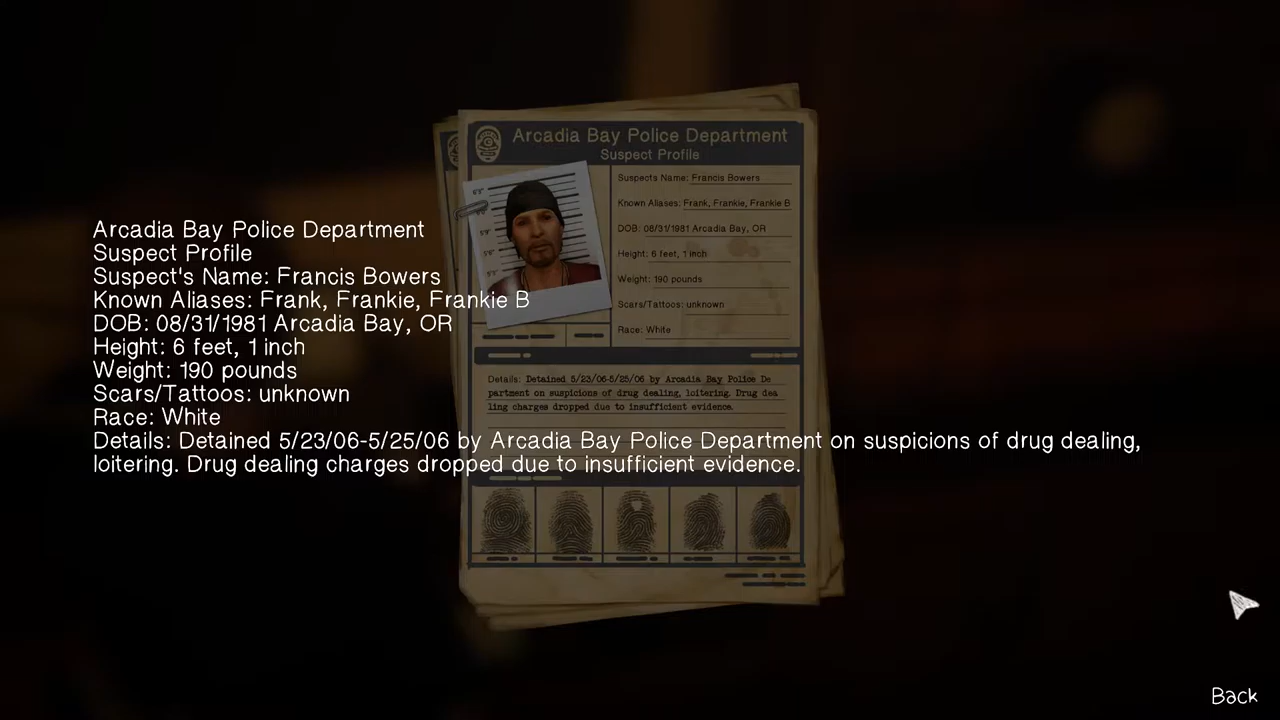 Arcadia Bay Police Department
Suspect Profile
Suspects Name: Francis Bowers
Known Aliases: Frank, Frankie, Frankie B
DOB: 08/31/1981 Arcadia Bay, OR
Height: 6 feet, 1 inch
Weight: 190 pounds
Scars/Tattoos: unknown
Race: White
Details: Detained 5/23/06-5/25/06 by Arcadia Bay Police De
partment on suspicions of drug dealing, loitering. Drug dea
ling charges dropped due to insufficient evidence.
Arcadia Bay Police Department
Suspect Profile
Suspect's Name: Francis Bowers
Known Aliases: Frank, Frankie, Frankie B
DOB: 08/31/1981 Arcadia Bay, OR
Height: 6 feet, 1 inch
Weight: 190 pounds
Scars/Tattoos: unknown
Race: White
Details: Detained 5/23/06-5/25/06 by Arcadia Bay Police Department on suspicions of drug dealing,
loitering. Drug dealing charges dropped due to insufficient evidence.
Back